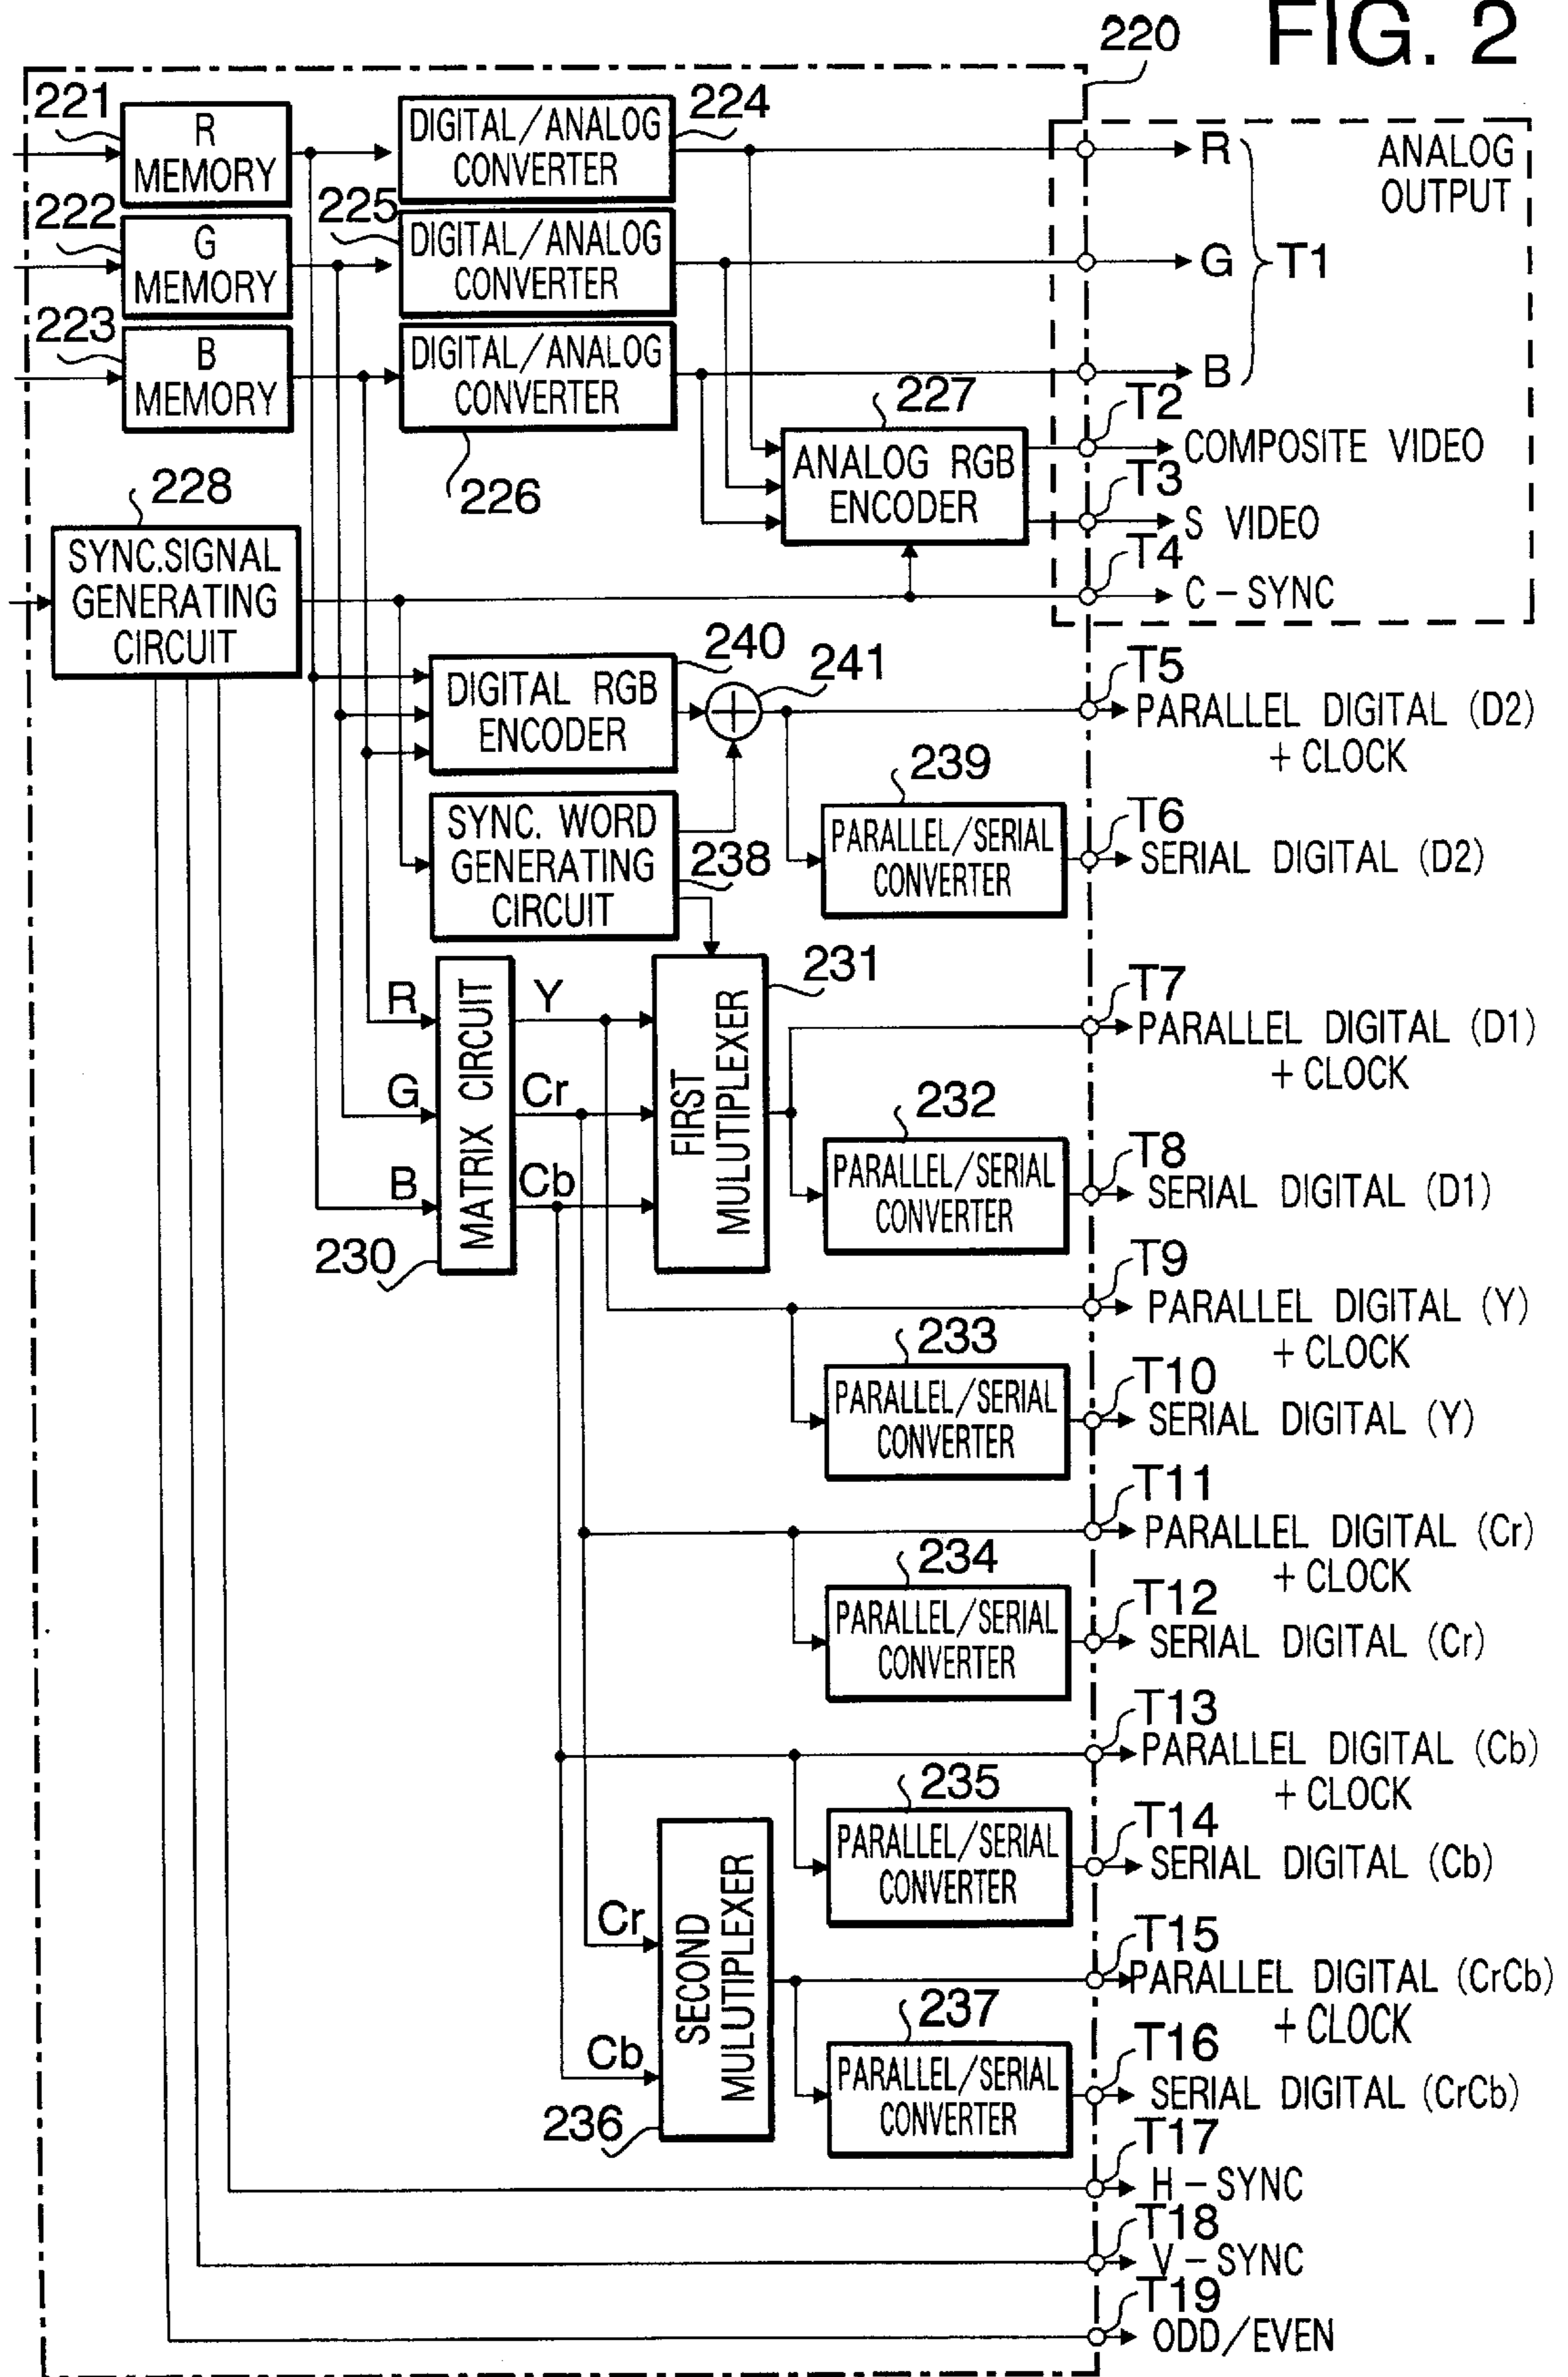 FIG. 2
220
221
R
MEMORY
DIGITAL/ANALOG
CONVERTER
224
R
ANALOG
OUTPUT
222
G
MEMORY
225
DIGITAL/ANALOG
CONVERTER
G
T1
223
B
MEMORY
DIGITAL/ANALOG
CONVERTER
226
B
227
ANALOG RGB
ENCODER
T2
COMPOSITE VIDEO
T3
S VIDEO
T4
C-SYNC
228
SYNC.SIGNAL
GENERATING
CIRCUIT
240
DIGITAL RGB
ENCODER
241
T5
PARALLEL DIGITAL (D2)
+ CLOCK
SYNC. WORD
GENERATING
CIRCUIT
238
239
PARALLEL/SERIAL
CONVERTER
T6
SERIAL DIGITAL (D2)
R
G
B
MATRIX CIRCUIT
230
Y
Cr
Cb
FIRST
MULUTIPLEXER
231
T7
PARALLEL DIGITAL (D1)
+ CLOCK
232
PARALLEL/SERIAL
CONVERTER
T8
SERIAL DIGITAL (D1)
T9
PARALLEL DIGITAL (Y)
+ CLOCK
233
PARALLEL/SERIAL
CONVERTER
T10
SERIAL DIGITAL (Y)
T11
PARALLEL DIGITAL (Cr)
+ CLOCK
234
PARALLEL/SERIAL
CONVERTER
T12
SERIAL DIGITAL (Cr)
T13
PARALLEL DIGITAL (Cb)
+ CLOCK
235
PARALLEL/SERIAL
CONVERTER
T14
SERIAL DIGITAL (Cb)
Cr
Cb
SECOND
MULUTIPLEXER
236
T15
PARALLEL DIGITAL (CrCb)
+ CLOCK
237
PARALLEL/SERIAL
CONVERTER
T16
SERIAL DIGITAL (CrCb)
T17
H-SYNC
T18
V-SYNC
T19
ODD/EVEN